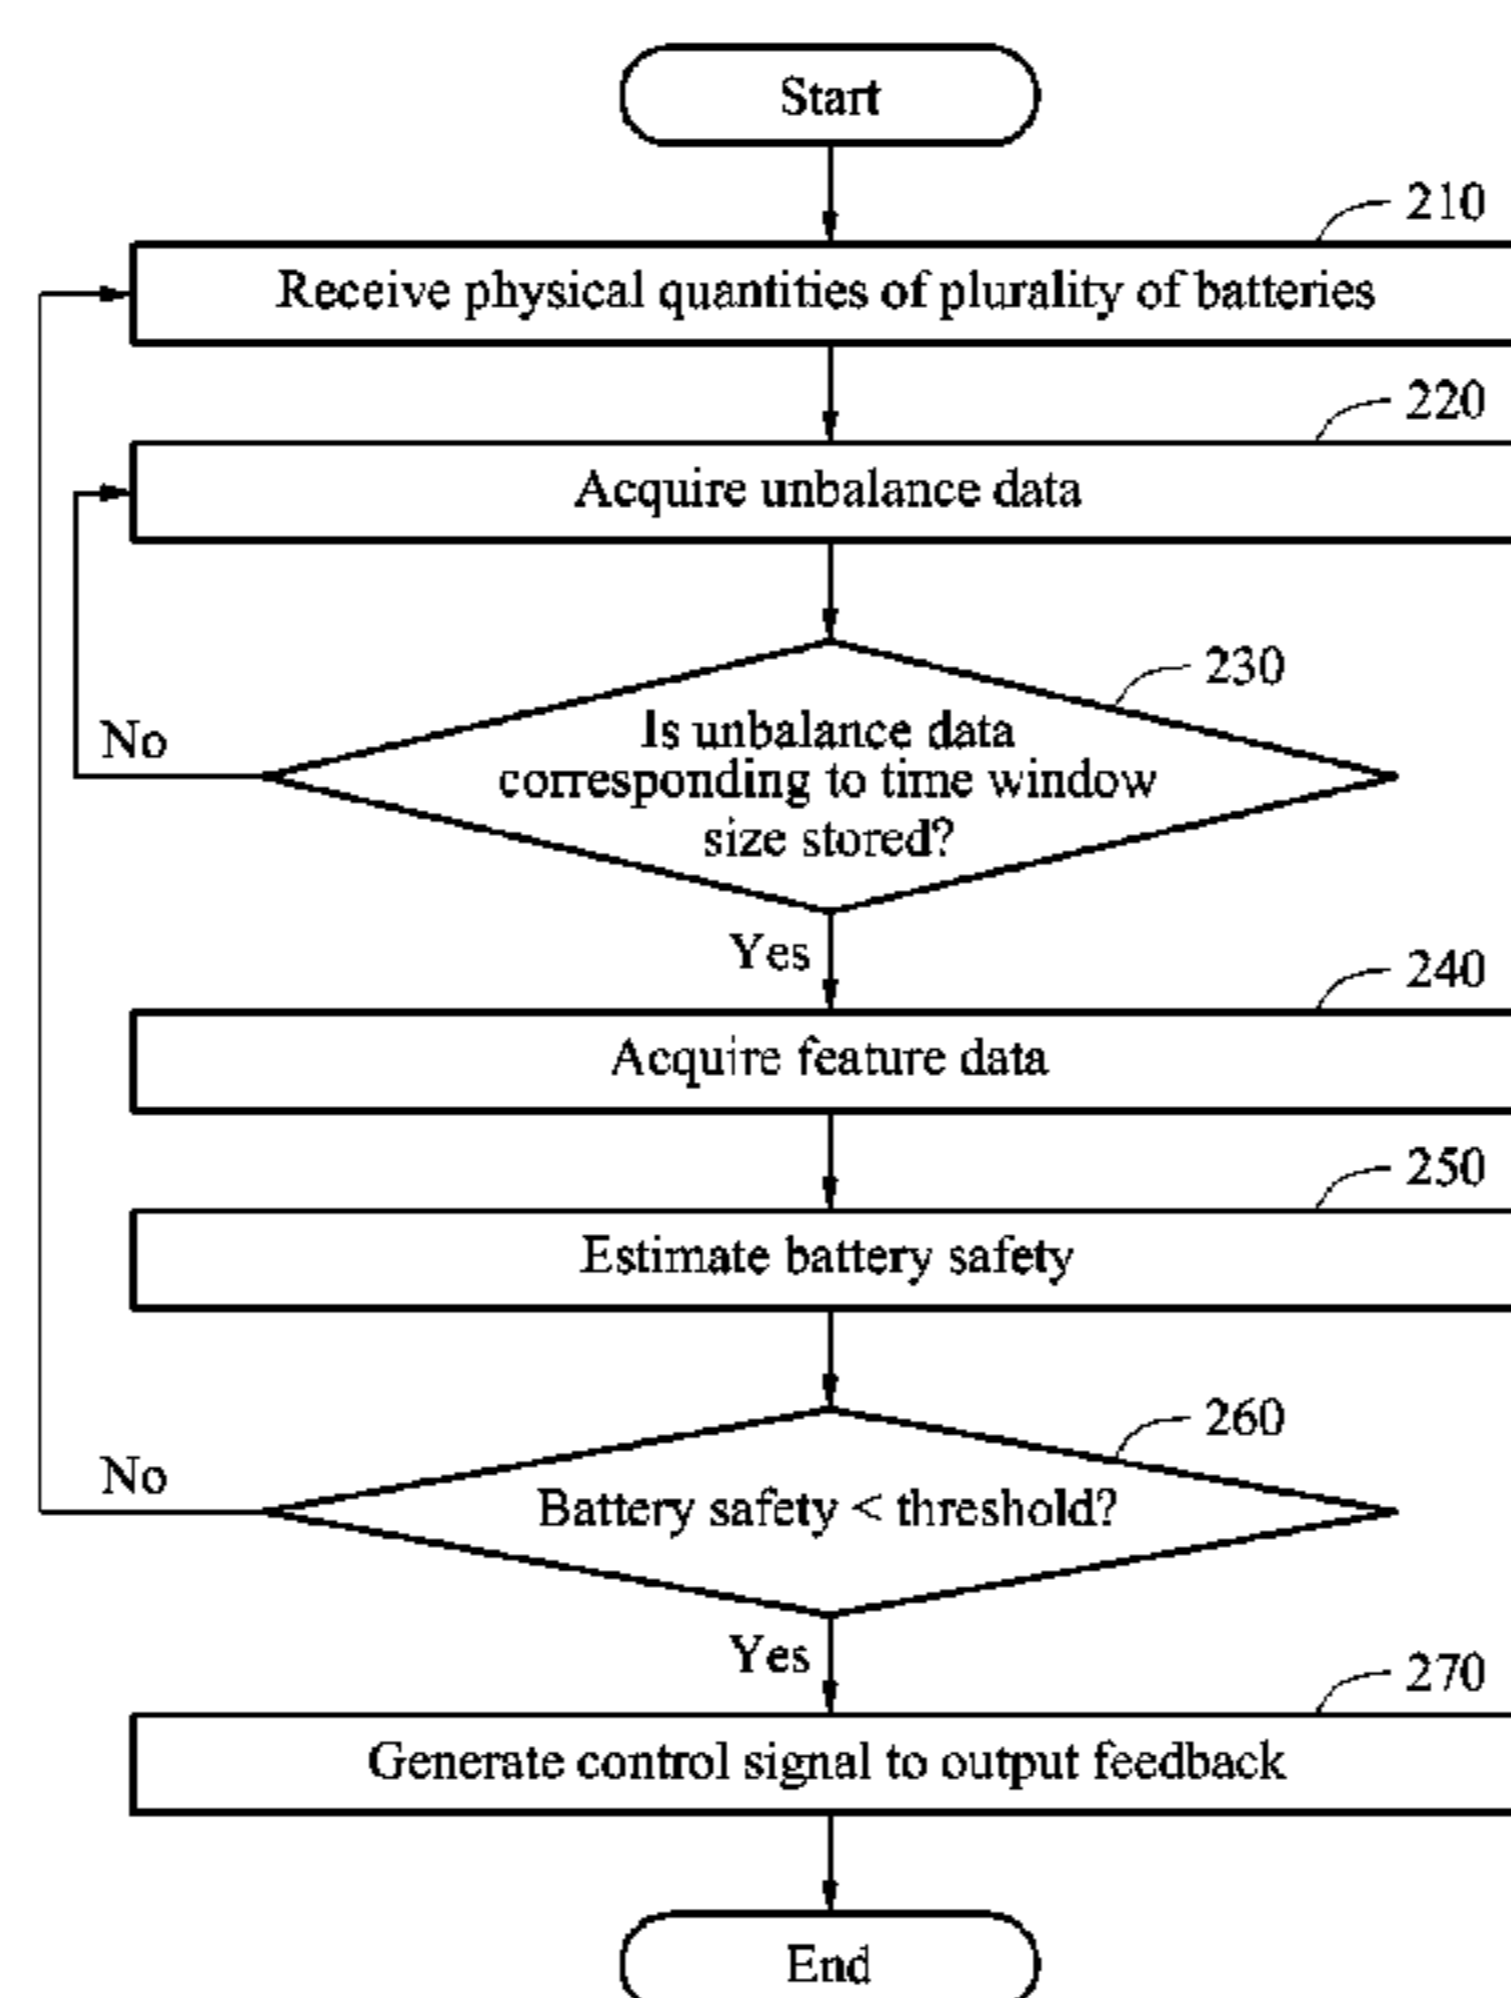 Start
210
Receive physical quantities of plurality of batteries
220
Acquire unbalance data
230
Is unbalance data
corresponding to time window
size stored?
No
Yes
240
Acquire feature data
250
Estimate battery safety
260
Battery safety < threshold?
No
Yes
270
Generate control signal to output feedback
End